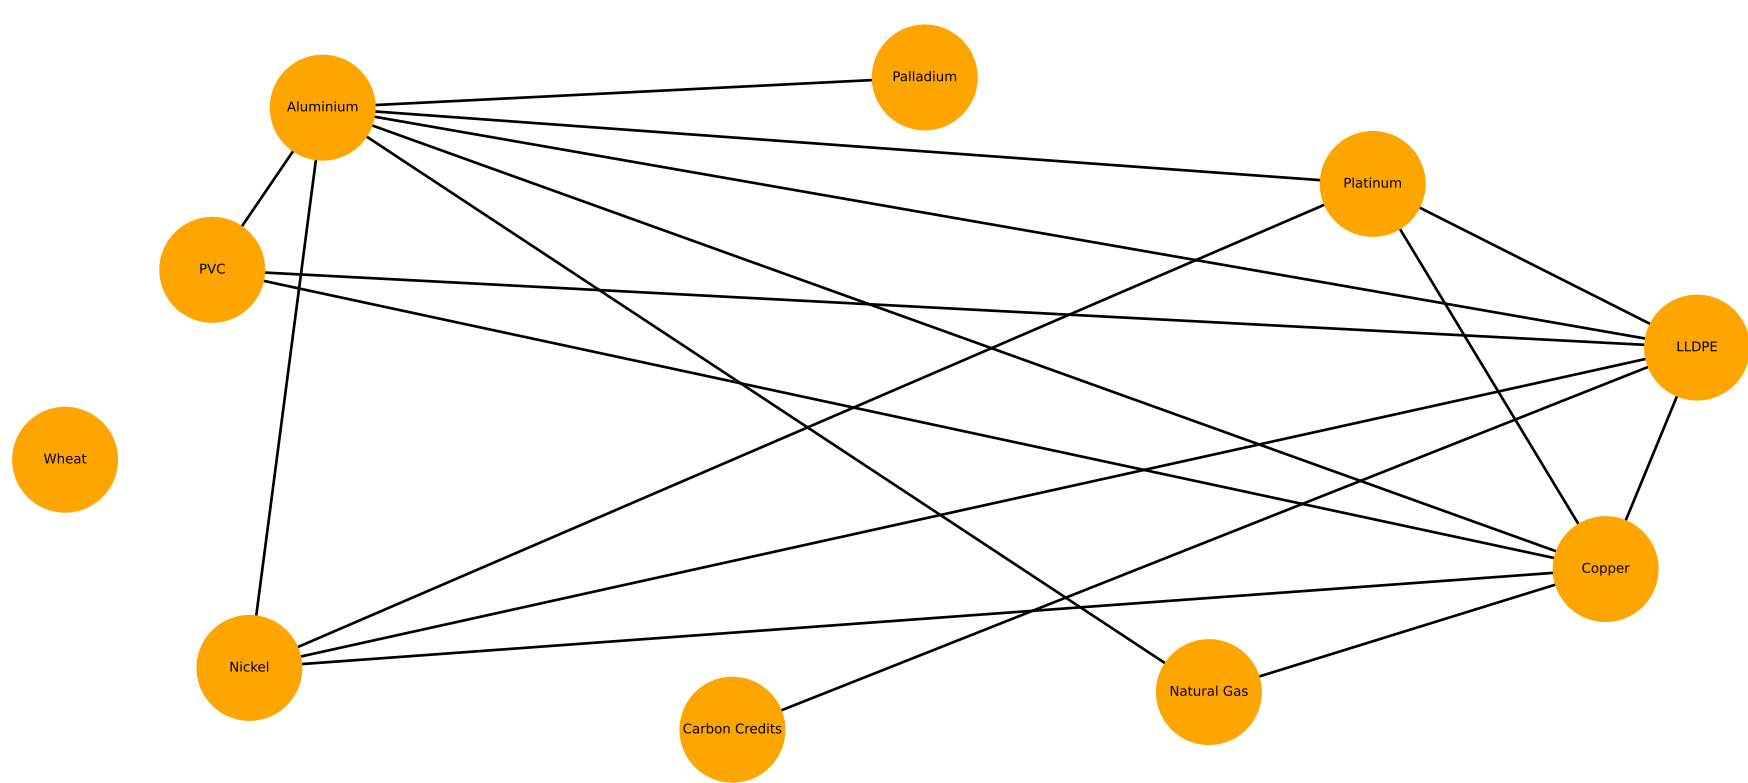 Palladium
Aluminium
Platinum
PVC
LLDPE
Wheat
Copper
Nickel
Natural Gas
Carbon Credits